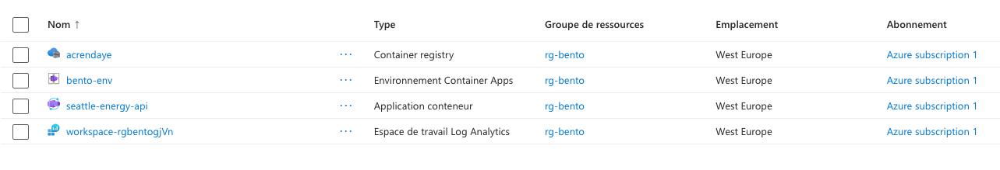 Nom ↑ Type Groupe de ressources Emplacement Abonnement
acrendaye ··· Container registry rg-bento West Europe Azure subscription 1
bento-env ··· Environnement Container Apps rg-bento West Europe Azure subscription 1
seattle-energy-api ··· Application conteneur rg-bento West Europe Azure subscription 1
workspace-rgbentogjVn ··· Espace de travail Log Analytics rg-bento West Europe Azure subscription 1